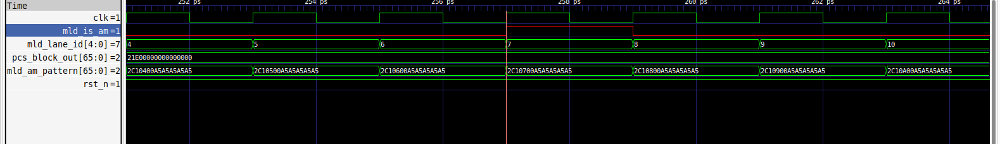 Time 252 ps 254 ps 256 ps 258 ps 260 ps 262 ps 264 ps
clk=1
mld_is_am=1
mld_lane_id[4:0]=7 4 5 6 7 8 9 10
pcs_block_out[65:0]=2 21E00000000000000
mld_am_pattern[65:0]=2 2C10400A5A5A5A5A5 2C10500A5A5A5A5A5 2C10600A5A5A5A5A5 2C10700A5A5A5A5A5 2C10800A5A5A5A5A5 2C10900A5A5A5A5A5 2C10A00A5A5A5A5A5
rst_n=1